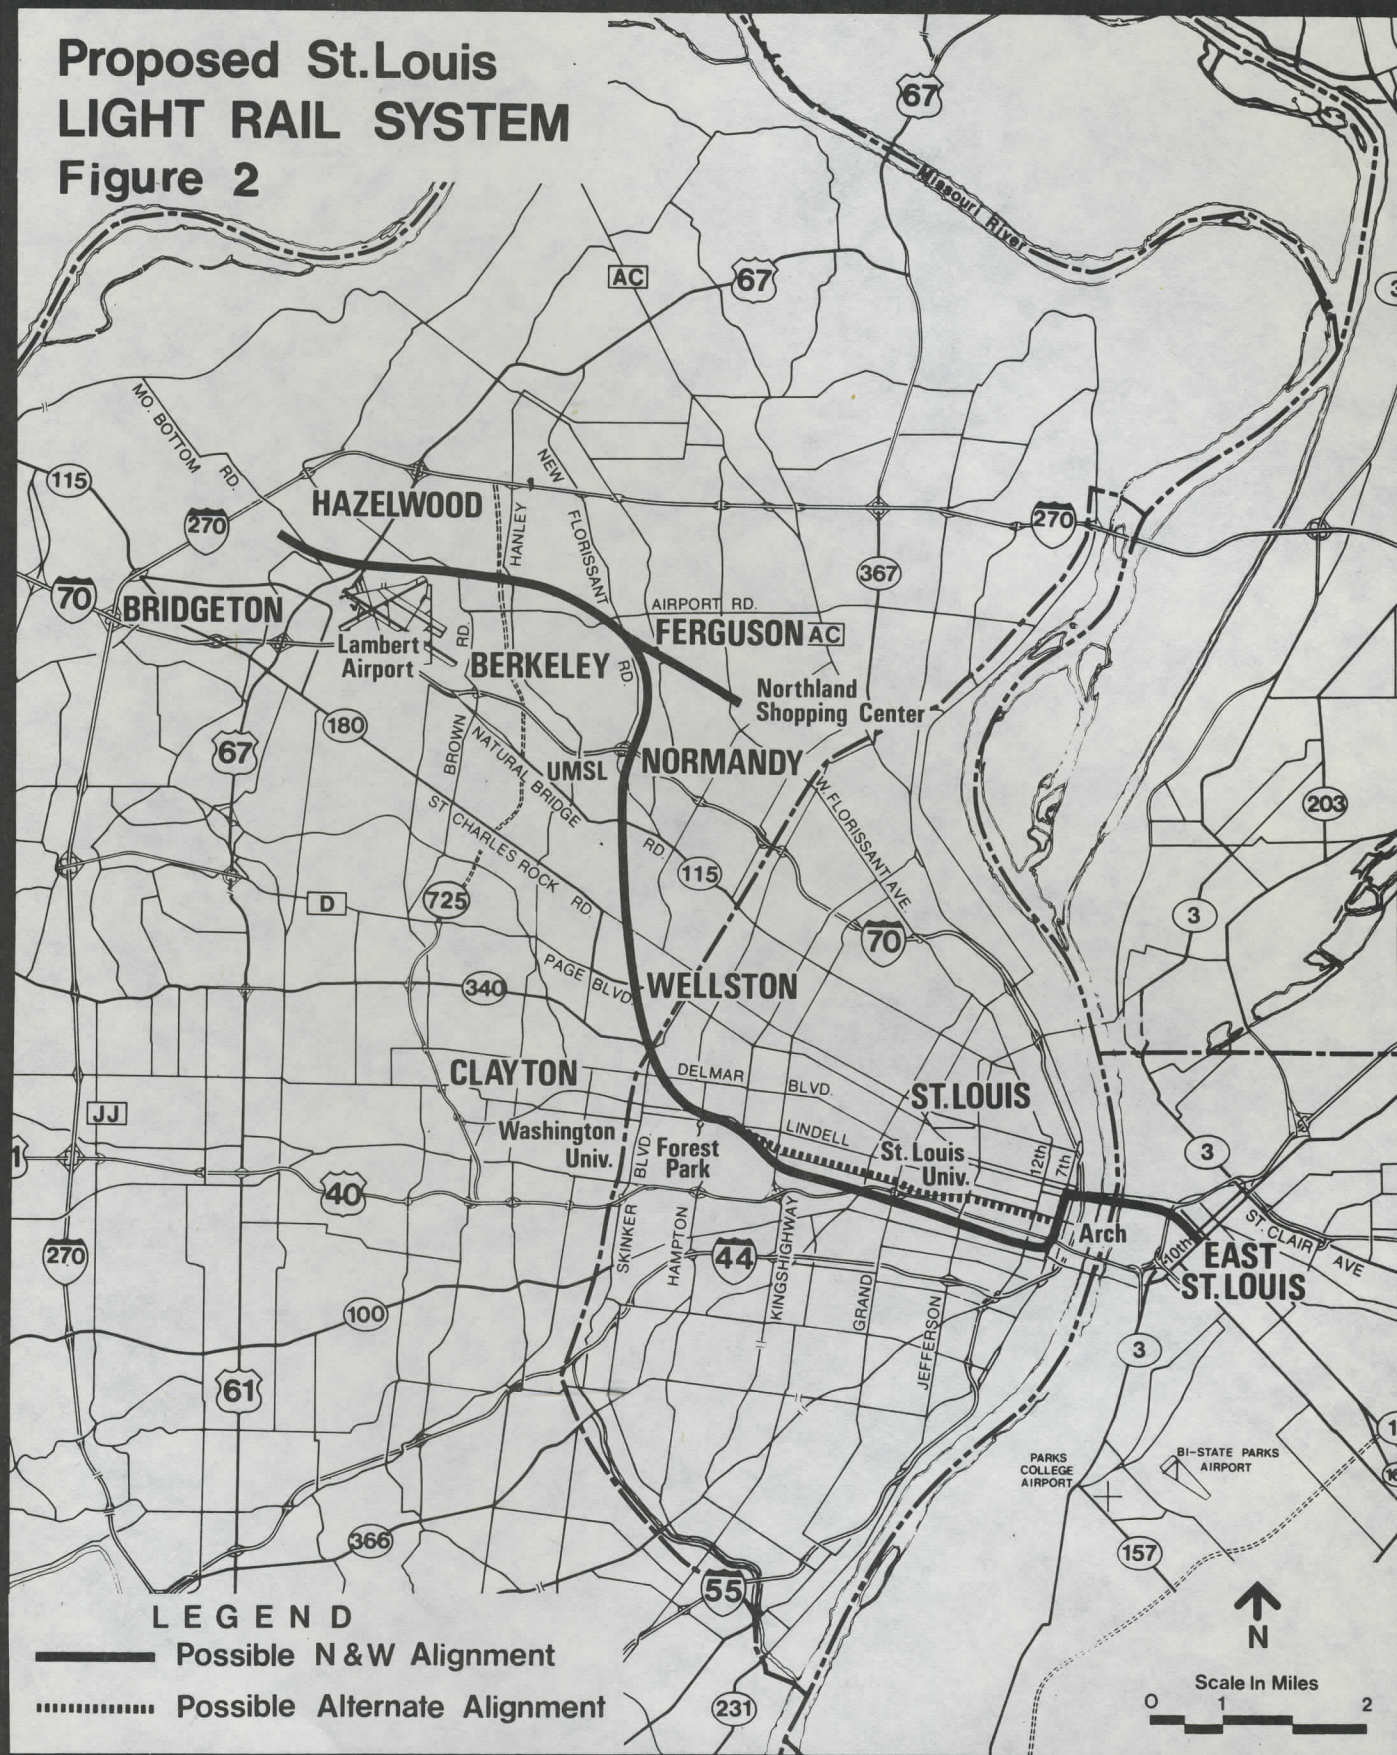 Proposed St.Louis
LIGHT RAIL SYSTEM
Figure 2
67
Missouri River
AC
67
3
MO. BOTTOM RD.
115
270
HAZELWOOD
HANLEY
NEW FLORISSANT RD.
270
367
70
BRIDGETON
AIRPORT RD.
FERGUSON
AC
Lambert
Airport
BROWN RD.
BERKELEY
Northland
Shopping Center
180
67
NATURAL BRIDGE RD.
UMSL
NORMANDY
W. FLORISSANT AVE.
203
ST CHARLES ROCK RD.
115
725
D
3
70
PAGE BLVD.
340
WELLSTON
CLAYTON
DELMAR BLVD.
ST.LOUIS
JJ
Washington
Univ.
LINDELL
Forest
Park
St.Louis
Univ.
12th
7th
3
1
40
SKINKER BLVD.
HAMPTON
KINGSHIGHWAY
GRAND
JEFFERSON
270
44
Arch
10th
ST. CLAIR AVE
EAST
ST.LOUIS
100
3
61
PARKS
COLLEGE
AIRPORT
BI-STATE PARKS
AIRPORT
366
157
55
231
LEGEND
Possible N&W Alignment
Possible Alternate Alignment
N
Scale In Miles
0 1 2